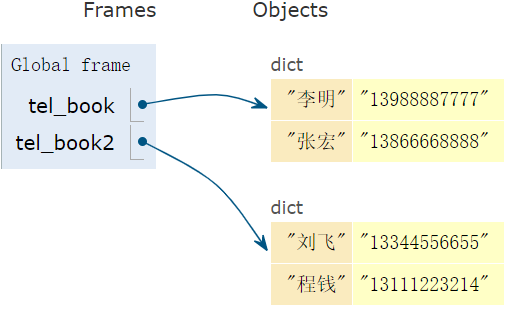 Frames Objects
Global frame
dict
tel_book
"李明" "13988887777"
"张宏" "13866668888"
tel_book2
dict
"刘飞" "13344556655"
"程钱" "13111223214"